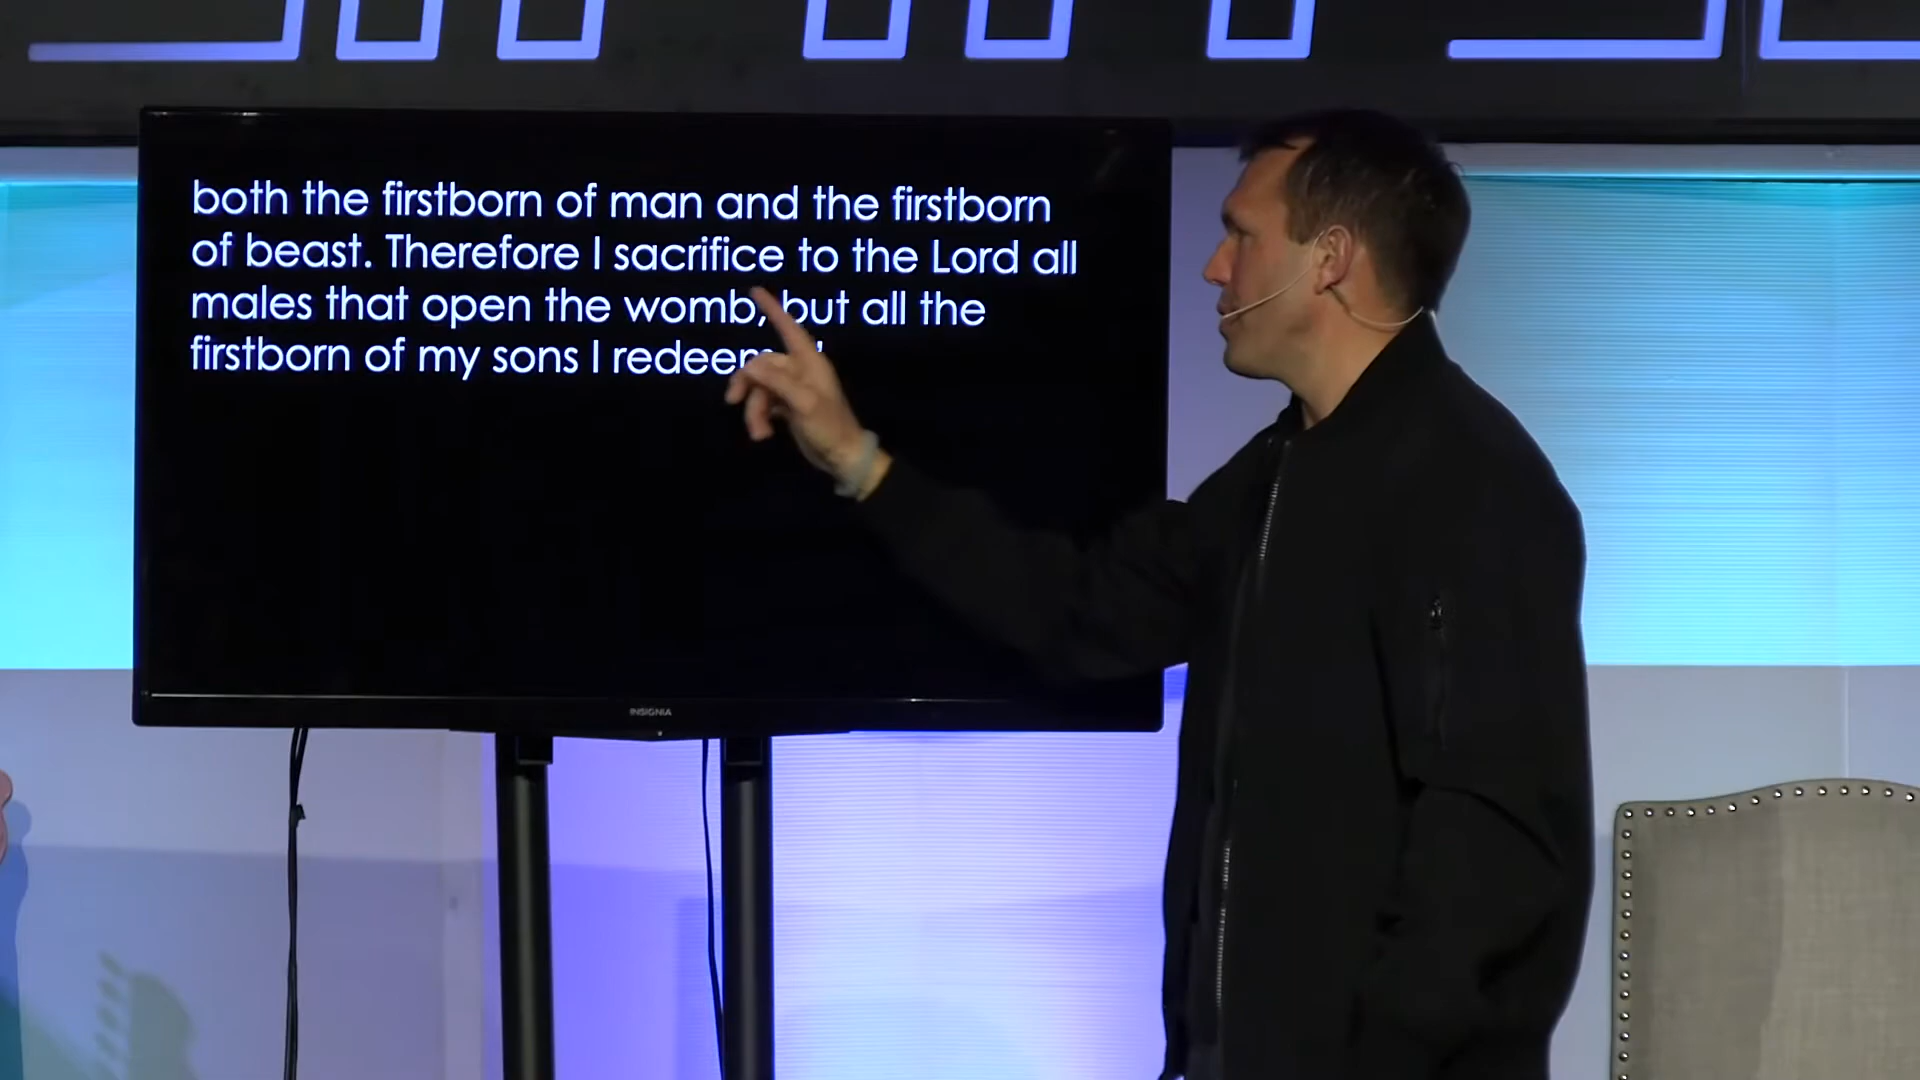 both the firstborn of man and the firstborn
of beast. Therefore I sacrifice to the Lord all
males that open the womb, but all the
firstborn of my sons I redeem.'
INSIGNIA